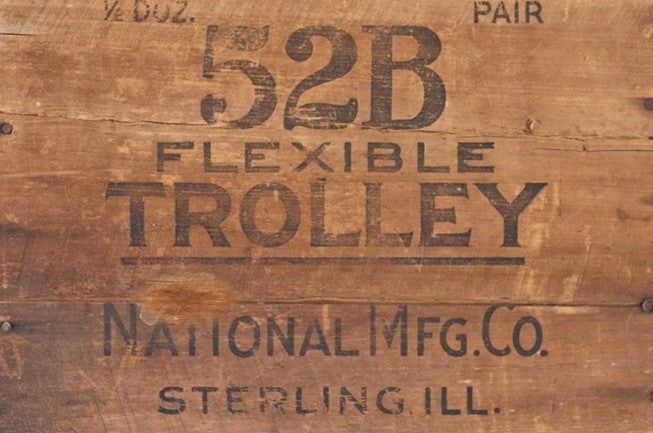 ½ DOZ. PAIR
52B
FLEXIBLE
TROLLEY
NATIONAL MFG. CO.
STERLING. ILL.